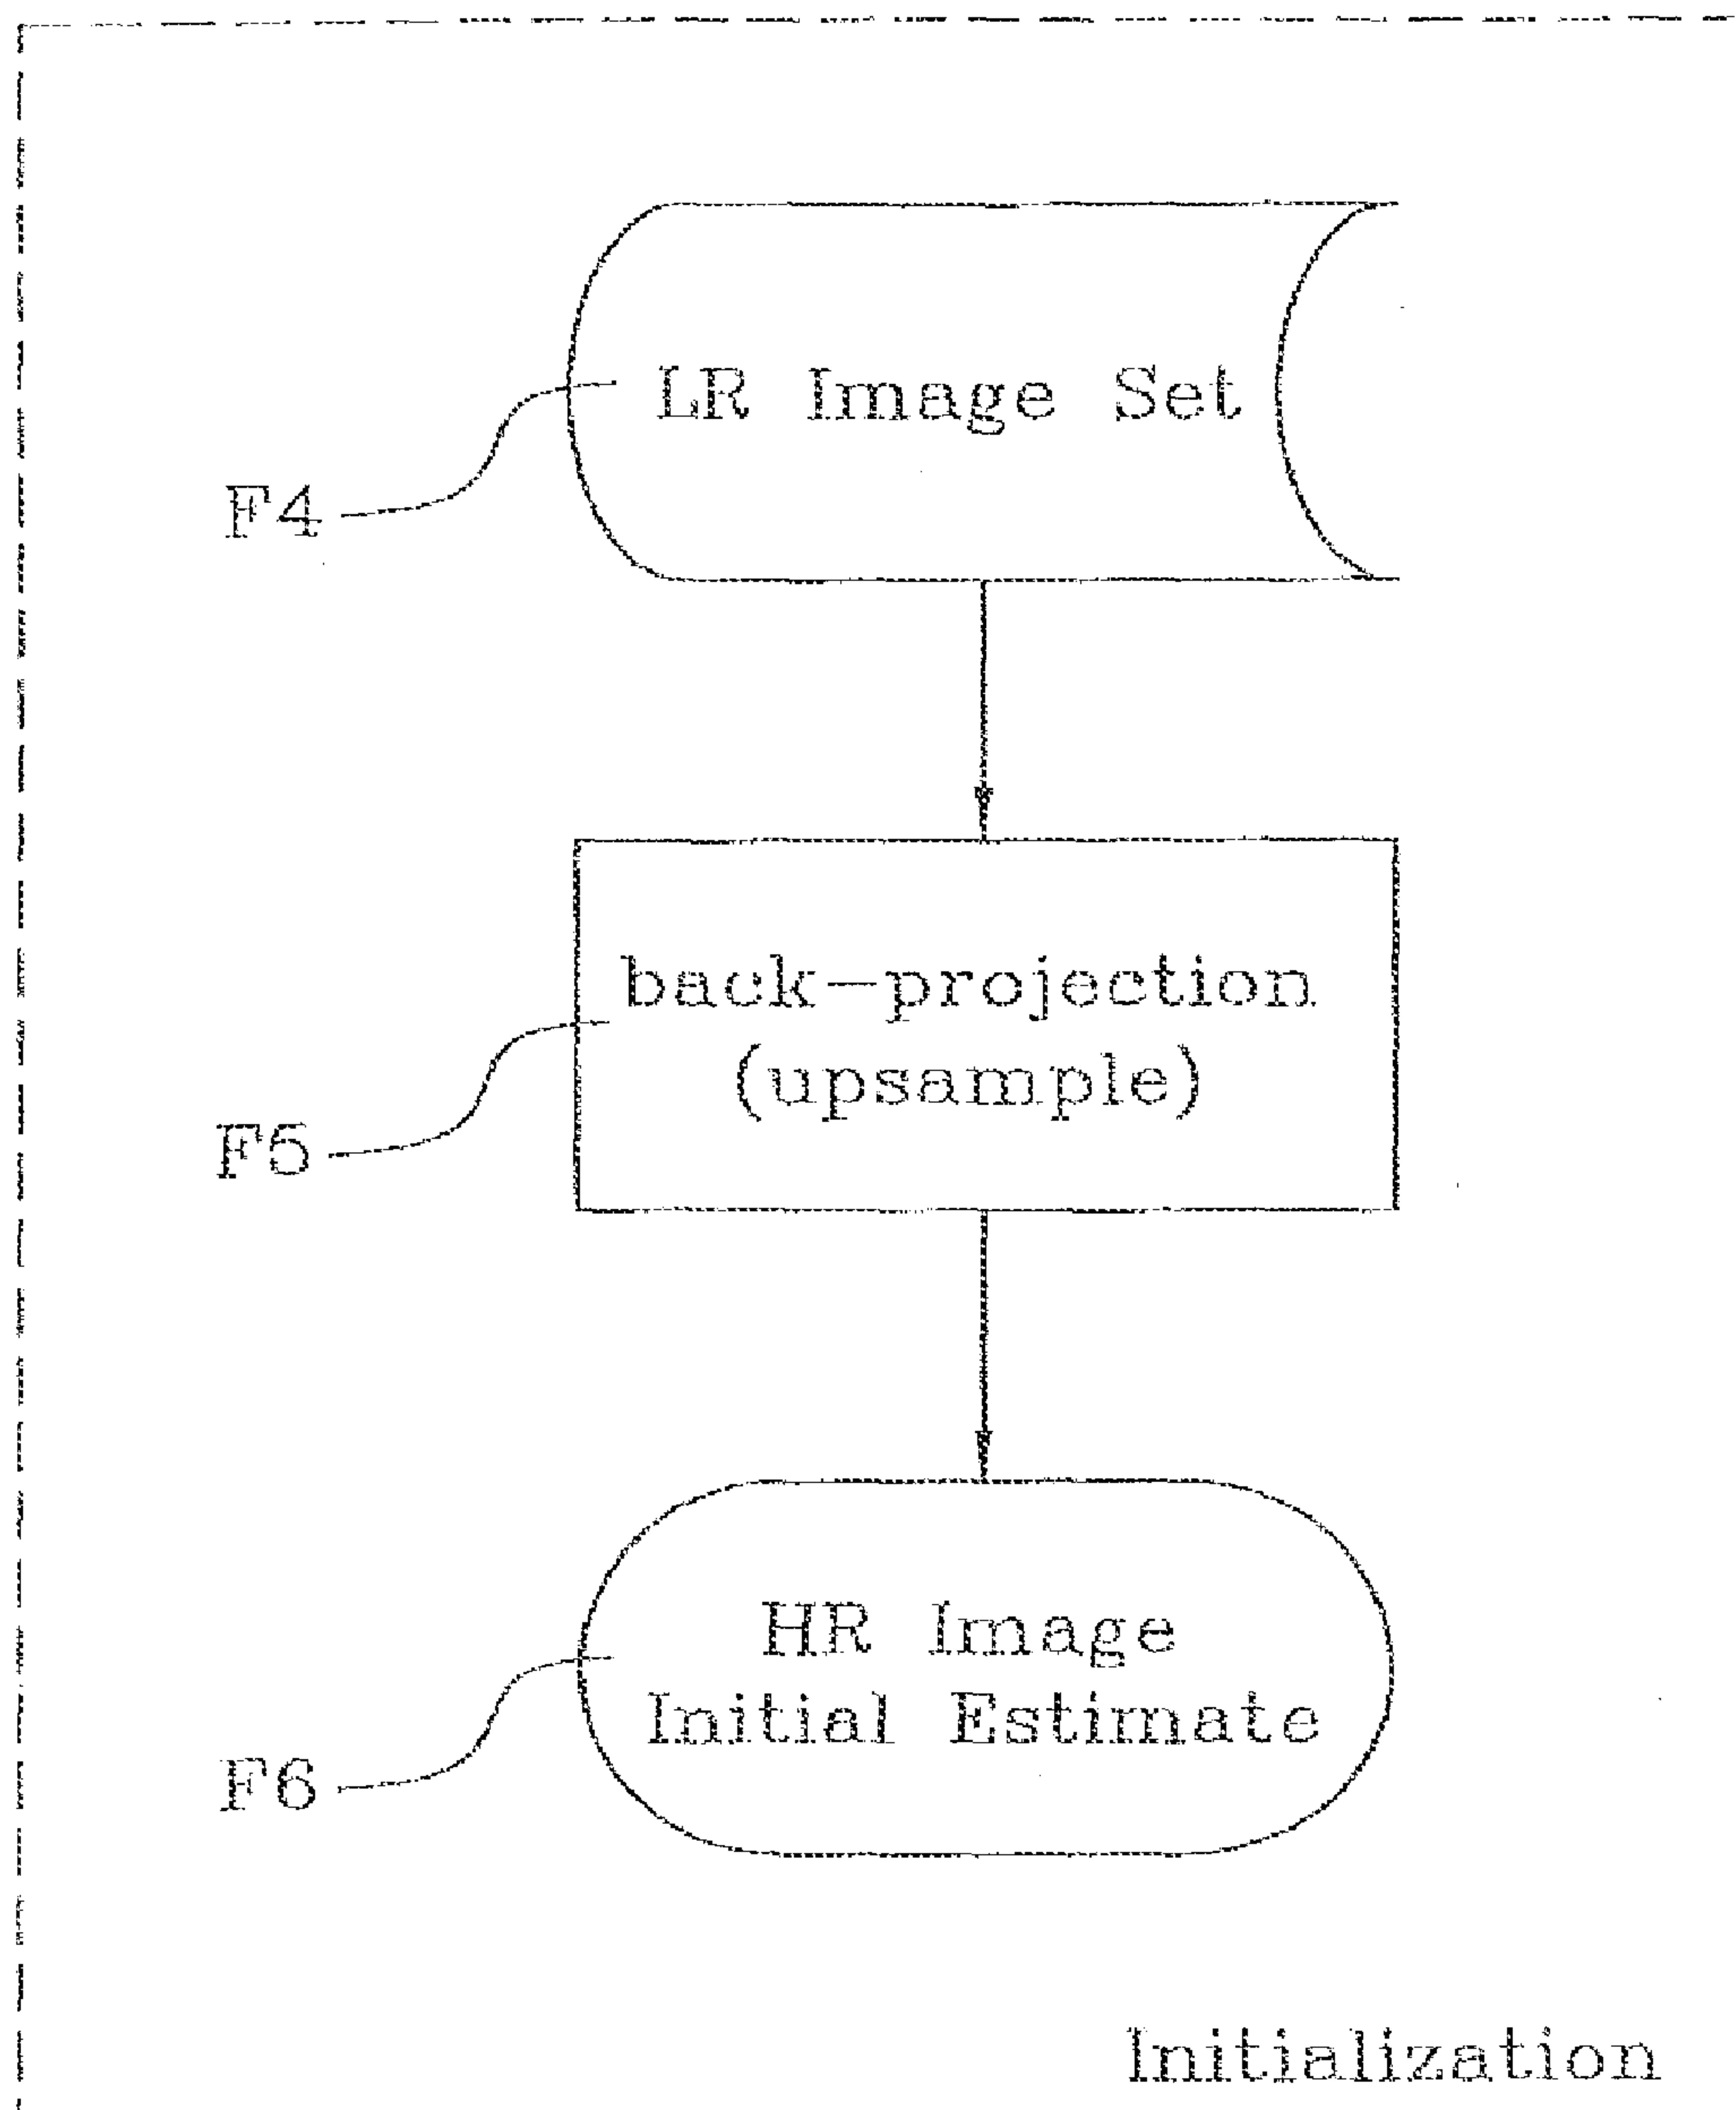 LR Image Set
F4
back-projection
(upsample)
F5
HR Image
Initial Estimate
F6
Initialization